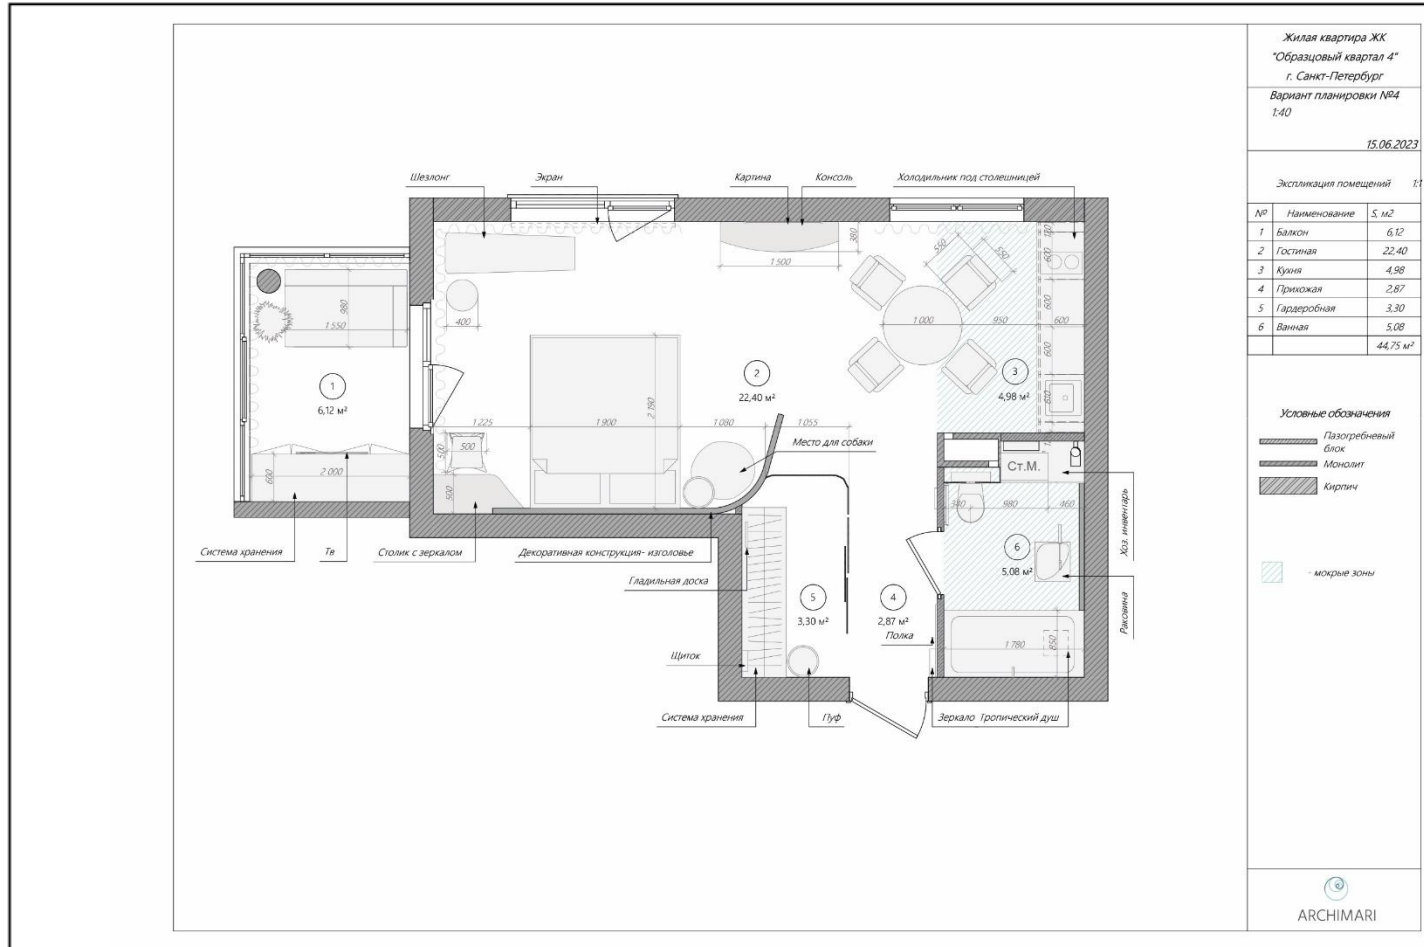 Жилая квартира ЖК
"Образцовый квартал 4"
г. Санкт-Петербург
Вариант планировки №4
1:40
15.06.2023
Экспликация помещений
№ Наименование S, м2
1 Балкон 6,12
2 Гостиная 22,40
3 Кухня 4,98
4 Прихожая 2,87
5 Гардеробная 3,30
6 Ванная 5,08
44,75 м²
Условные обозначения
Пазогребневый
блок
Монолит
Кирпич
- мокрые зоны
ARCHIMARI
Шезлонг
Экран
Картина
Консоль
Холодильник под столешницей
380
1 500
550
550
600
400
980
1 550
1 000
950
600
600
600
1
6,12 м²
2
22,40 м²
3
4,98 м²
2 190
1 225
1 900
1 080
1 055
Место для собаки
500
500
500
2 000
600
Ст.М.
340
980
460
Хоз. инвентарь
Система хранения
Тв
Столик с зеркалом
Декоративная конструкция- изголовье
Гладильная доска
6
5,08 м²
5
3,30 м²
4
2,87 м²
Полка
Раковина
1 780
850
Щиток
Система хранения
Пуф
Зеркало
Тропический душ